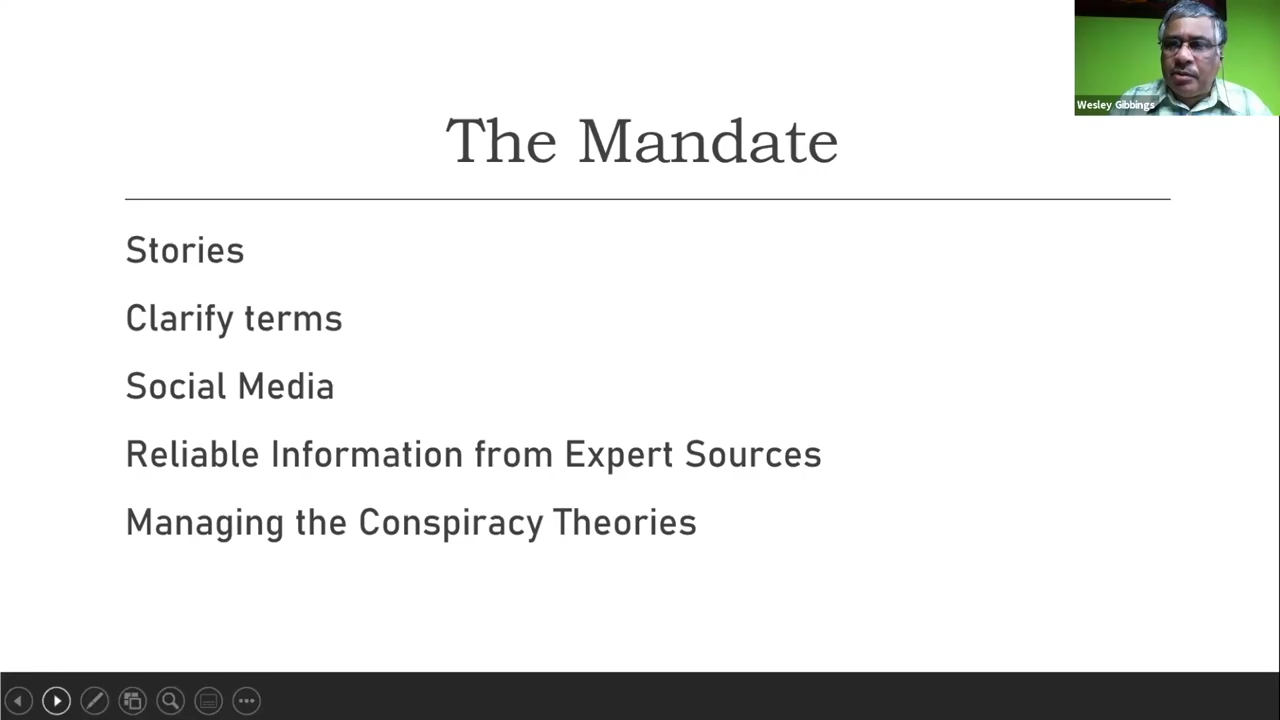 Wesley Gibbings
The Mandate
Stories
Clarify terms
Social Media
Reliable Information from Expert Sources
Managing the Conspiracy Theories